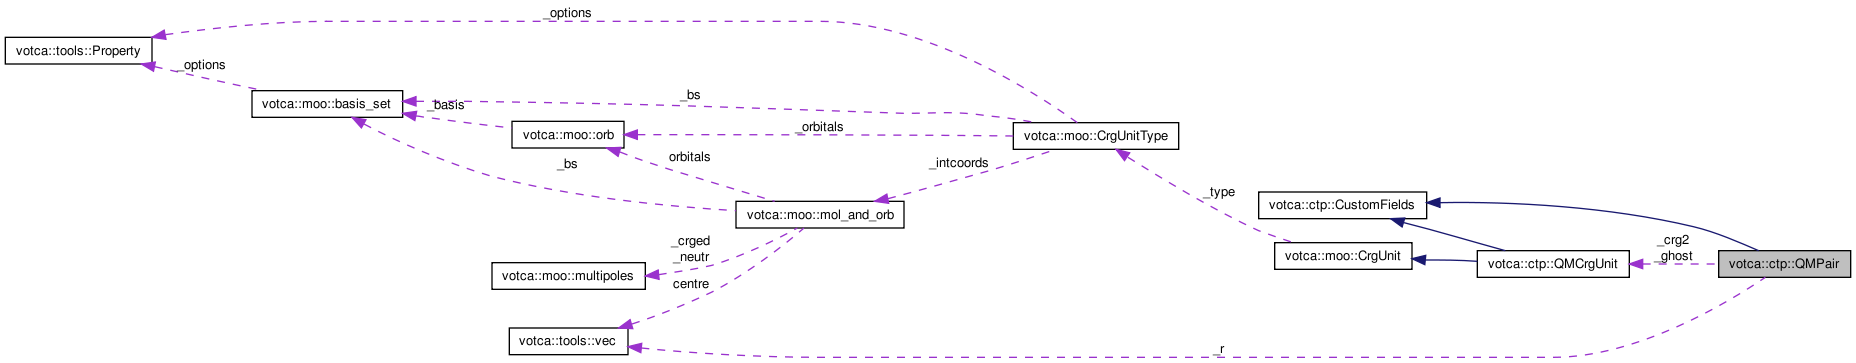 _options
votca::tools::Property
_options
votca::moo::basis_set
_bs
_basis
votca::moo::orb
_orbitals
votca::moo::CrgUnitType
orbitals
_bs
_intcoords
_type
votca::ctp::CustomFields
votca::moo::mol_and_orb
_crged
_neutr
_crg2
_ghost
votca::moo::CrgUnit
votca::ctp::QMCrgUnit
votca::ctp::QMPair
votca::moo::multipoles
centre
votca::tools::vec
_r